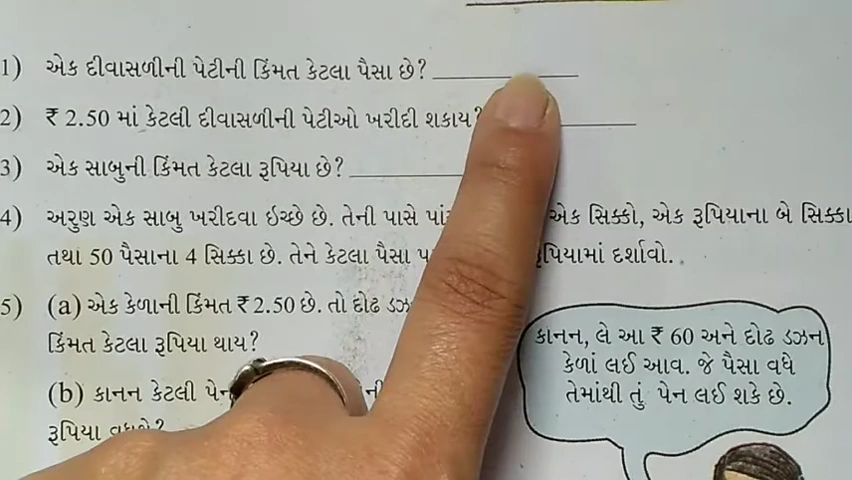 1) એક દીવાસળીની પેટીની કિંમત કેટલા પૈસા છે?
2) ₹ 2.50 માં કેટલી દીવાસળીની પેટીઓ ખરીદી શકાય?
3) એક સાબુની કિંમત કેટલા રૂપિયા છે?
4) અરુણ એક સાબુ ખરીદવા ઇચ્છે છે. તેની પાસે એક સિક્કો, એક રૂપિયાના બે સિક્કા
તથા 50 પૈસાના 4 સિક્કા છે. તેને કેટલા પૈસા દર્શાવો.
5) (a) એક કેળાની કિંમત ₹ 2.50 છે. તો દોઢ
કિંમત કેટલા રૂપિયા થાય?
(b) કાનન કેટલી
રૂપિયા
કાનન, લે આ ₹ 60 અને દોઢ ડઝન
કેળાં લઈ આવ. જે પૈસા વધે
તેમાંથી તું પેન લઈ શકે છે.